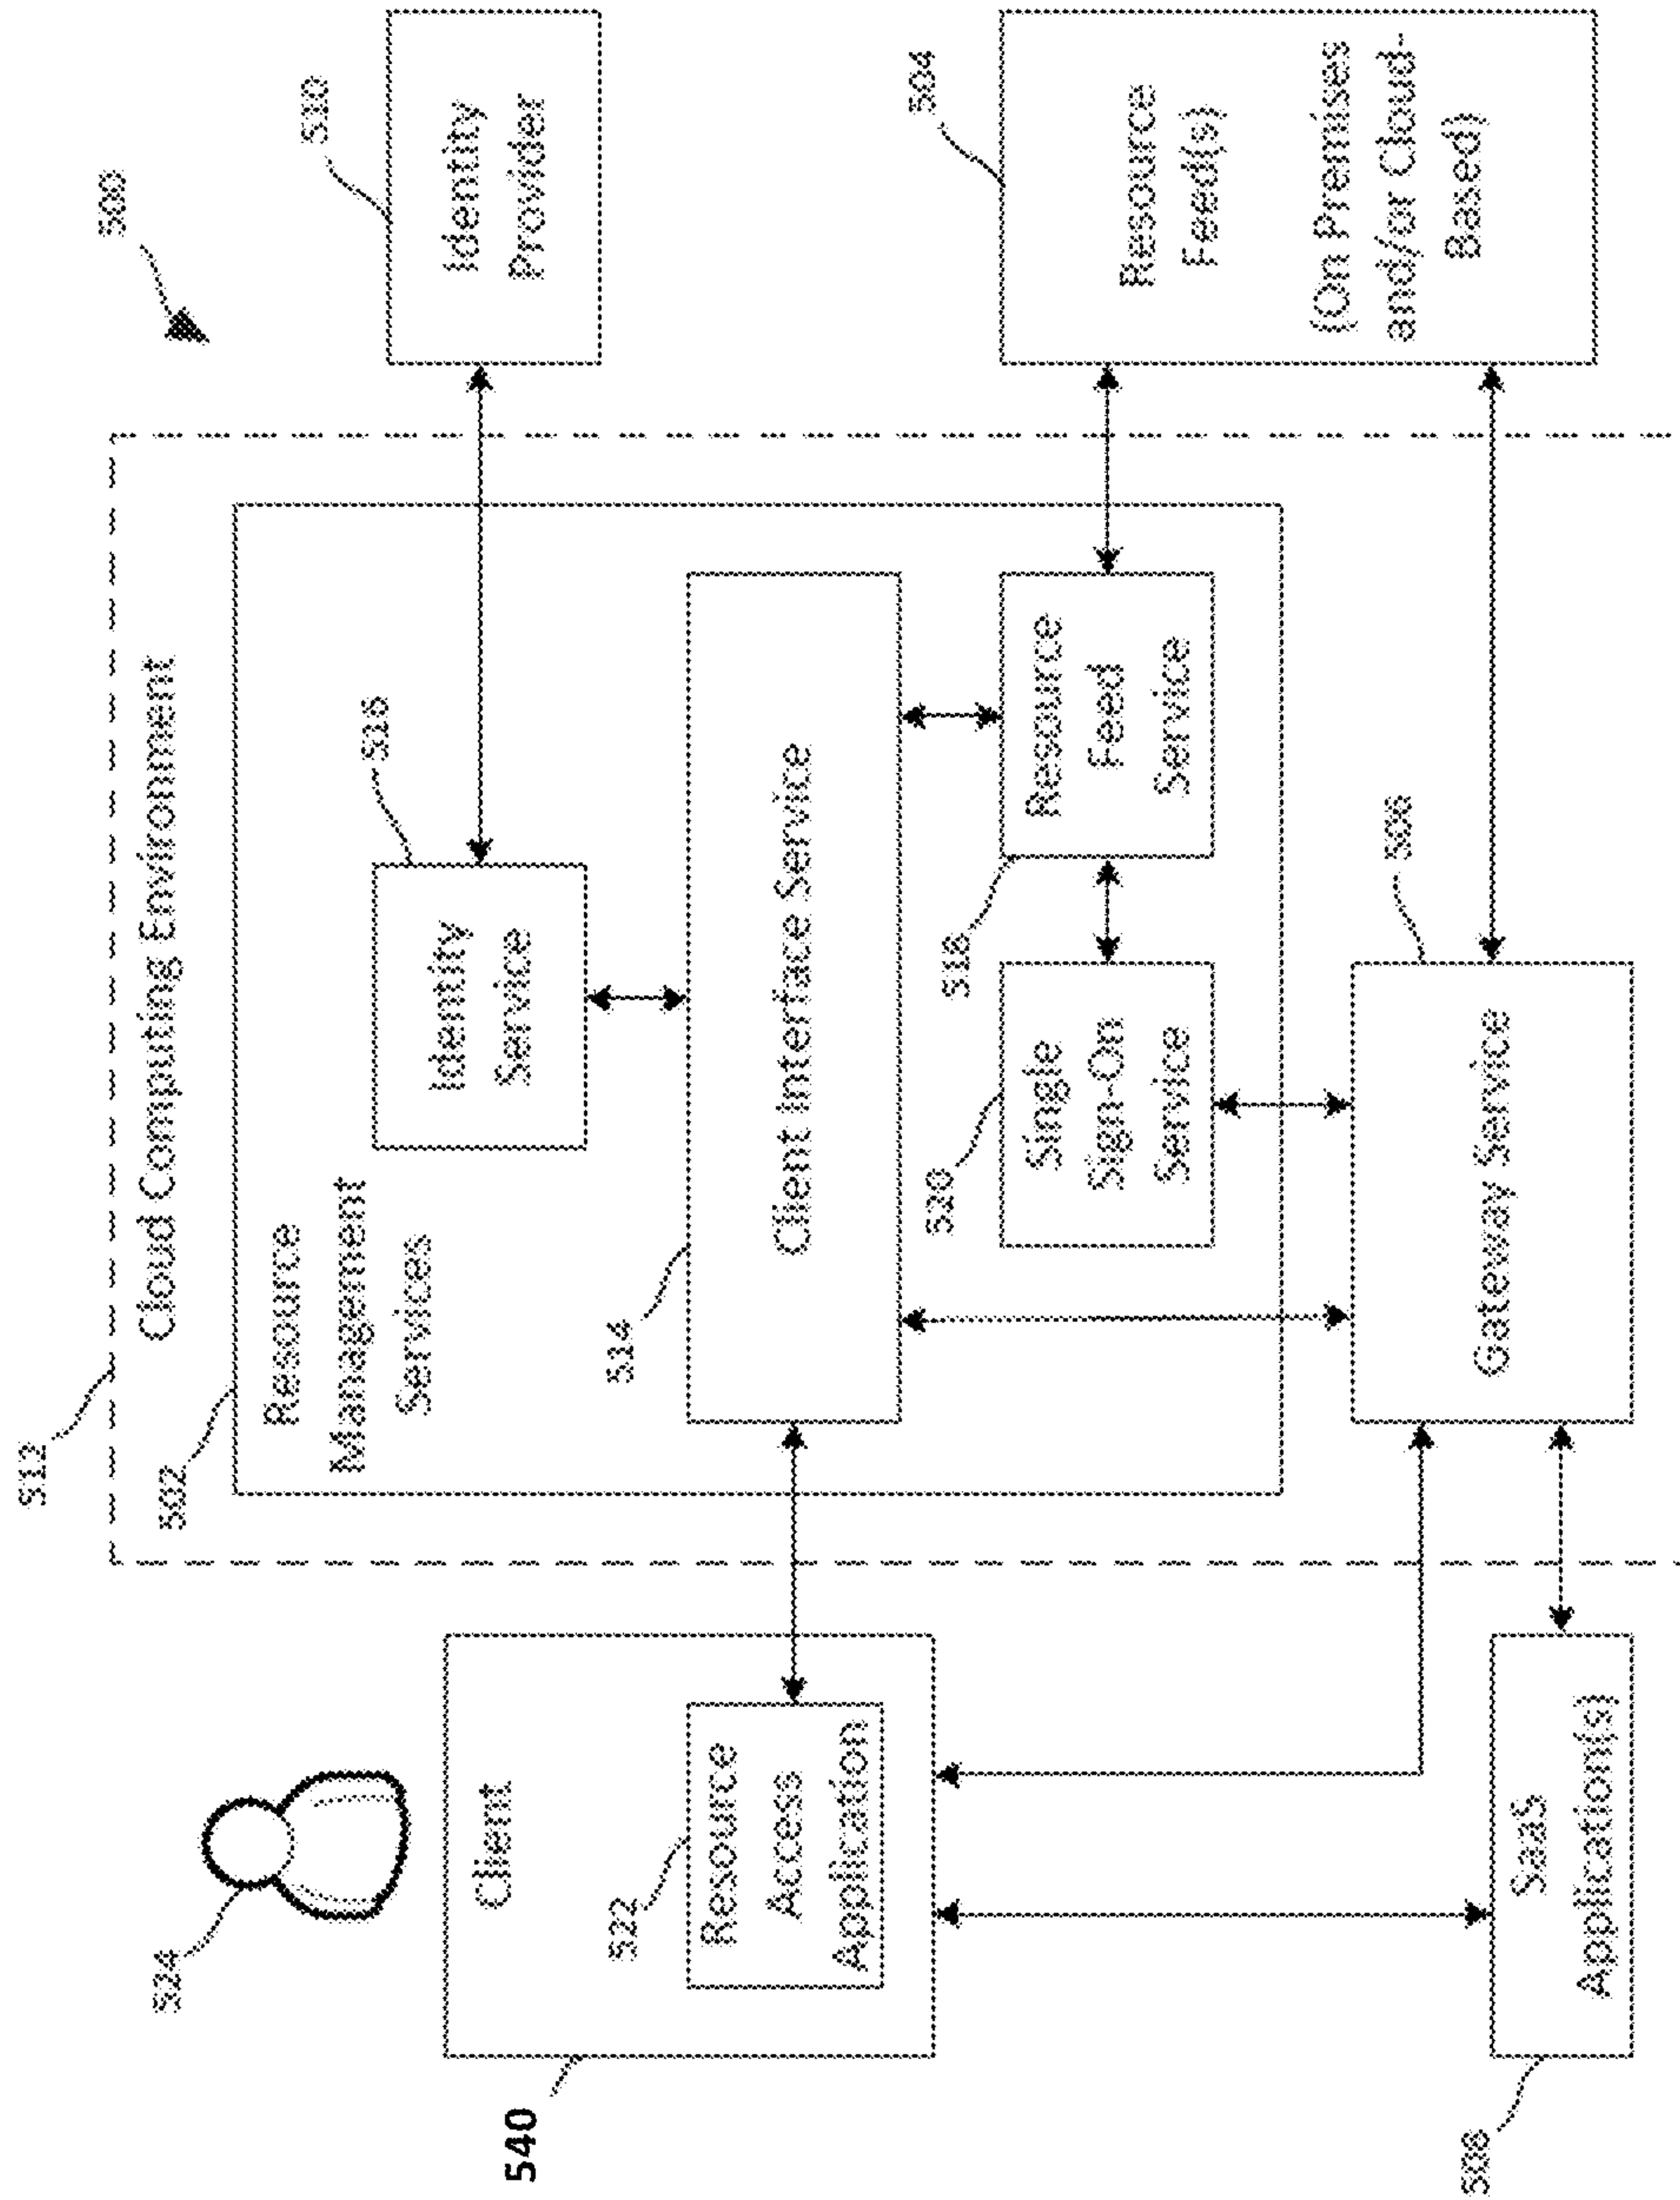 500
512
Cloud Computing Environment
524
502
Resource
Management
Services
516
Identity
Service
510
Identity
Provider
540
Client
522
Resource
Access
Application
514
Client Interface Service
520
Single
Sign-On
Service
518
Resource
Feed
Service
504
Resource
Feed(s)
(On Premises
and/or Cloud-
Based)
508
SaaS
Application(s)
506
Gateway Service